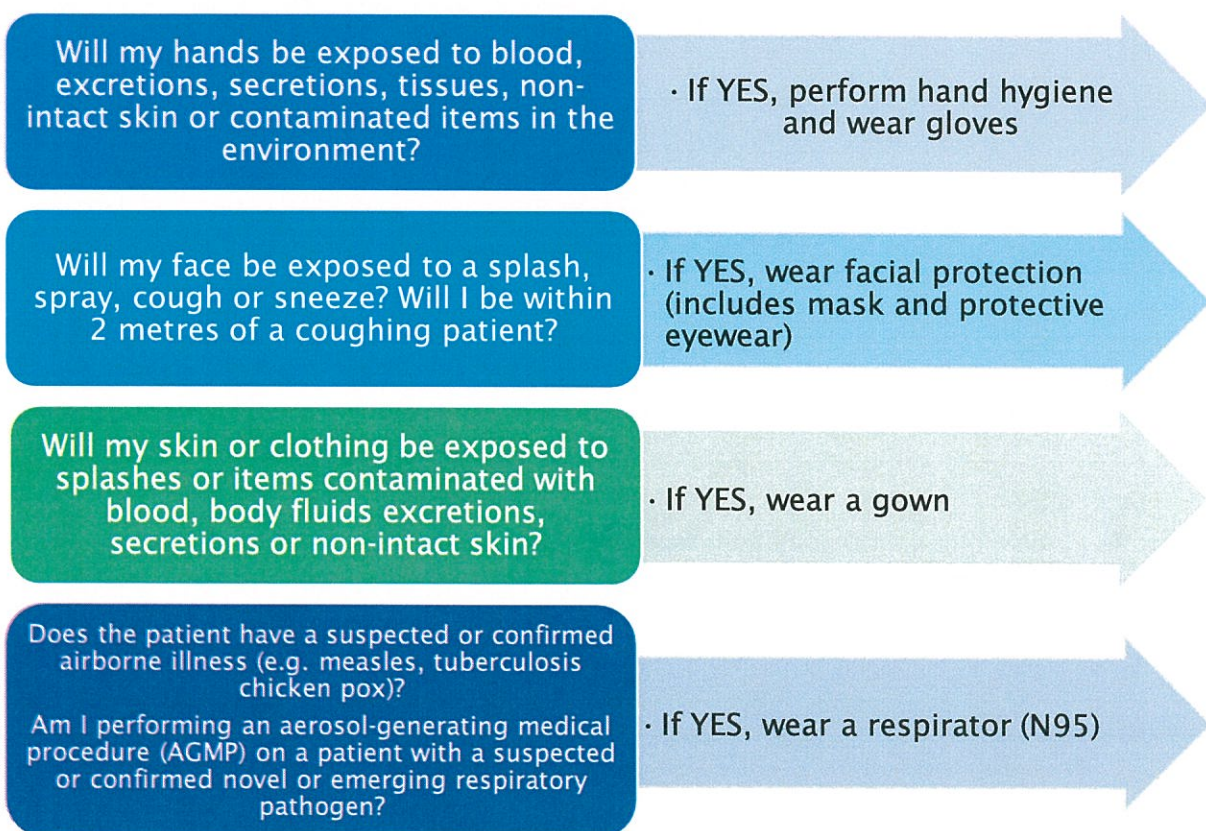 Will my hands be exposed to blood,
excretions, secretions, tissues, non-
intact skin or contaminated items in the
environment?
· If YES, perform hand hygiene
and wear gloves
Will my face be exposed to a splash,
spray, cough or sneeze? Will I be within
2 metres of a coughing patient?
· If YES, wear facial protection
(includes mask and protective
eyewear)
Will my skin or clothing be exposed to
splashes or items contaminated with
blood, body fluids excretions,
secretions or non-intact skin?
· If YES, wear a gown
Does the patient have a suspected or confirmed
airborne illness (e.g. measles, tuberculosis
chicken pox)?
Am I performing an aerosol-generating medical
procedure (AGMP) on a patient with a suspected
or confirmed novel or emerging respiratory
pathogen?
· If YES, wear a respirator (N95)